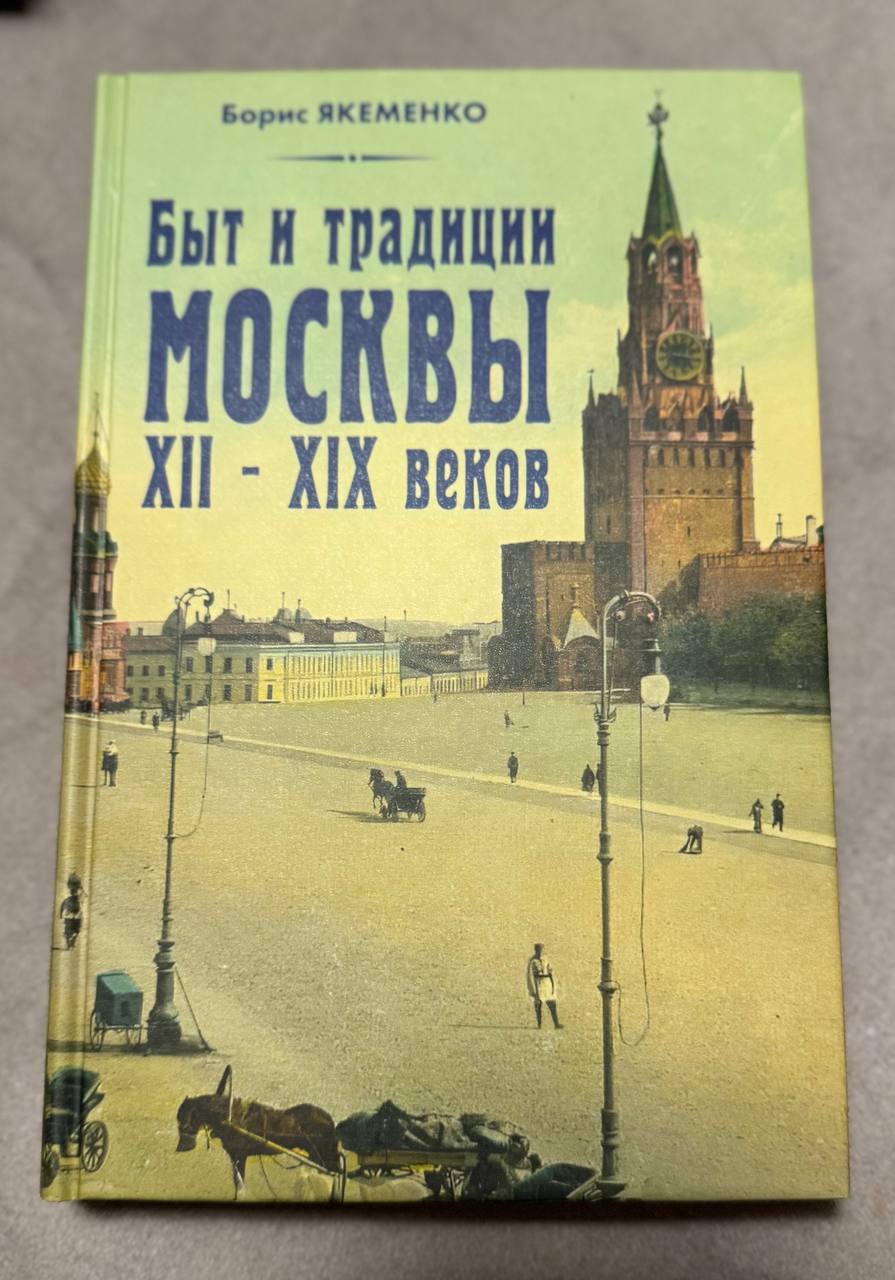 Борис ЯКЕМЕНКО
Быт и традиции
МОСКВЫ
XII - XIX веков